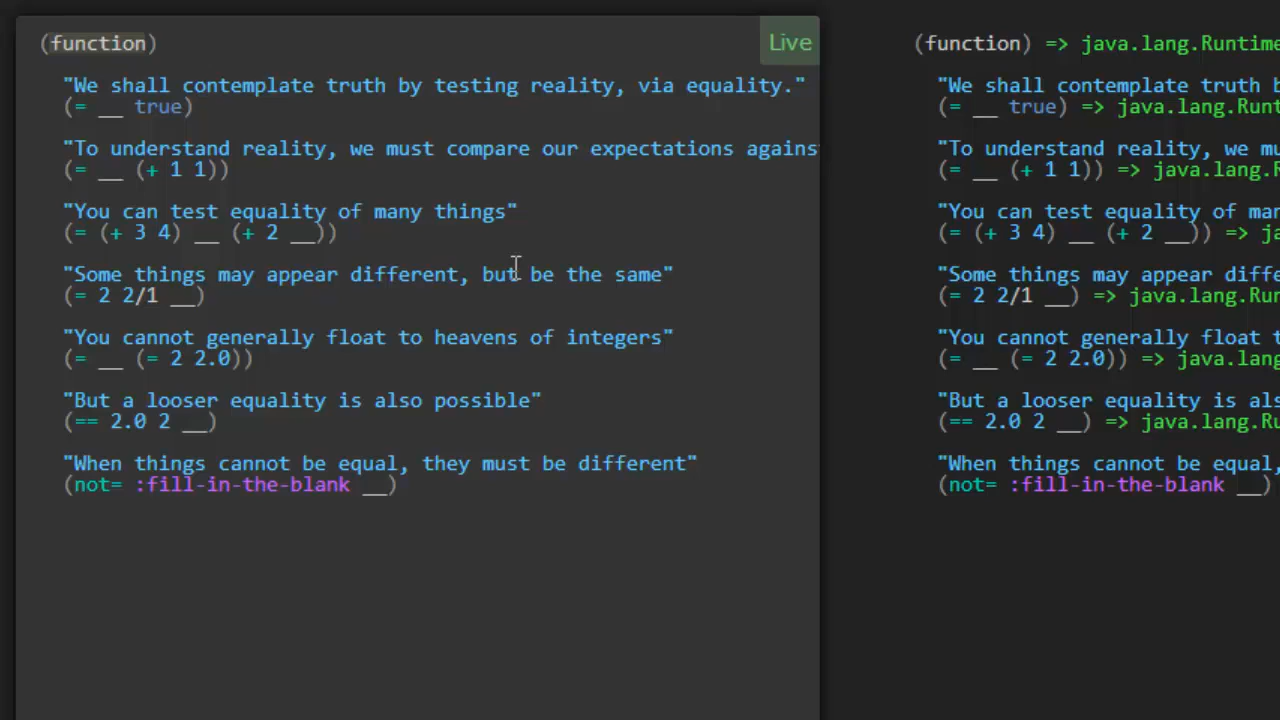 (function)
Live
"We shall contemplate truth by testing reality, via equality."
(= __ true)
"To understand reality, we must compare our expectations agains
(= __ (+ 1 1))
"You can test equality of many things"
(= (+ 3 4) __ (+ 2 __))
"Some things may appear different, but be the same"
(= 2 2/1 __)
"You cannot generally float to heavens of integers"
(= __ (= 2 2.0))
"But a looser equality is also possible"
(== 2.0 2 __)
"When things cannot be equal, they must be different"
(not= :fill-in-the-blank __)
(function) => java.lang.Runtime
"We shall contemplate truth b
(= __ true) => java.lang.Runt
"To understand reality, we mu
(= __ (+ 1 1)) => java.lang.R
"You can test equality of man
(= (+ 3 4) __ (+ 2 __)) => ja
"Some things may appear diffe
(= 2 2/1 __) => java.lang.Run
"You cannot generally float t
(= __ (= 2 2.0)) => java.lang
"But a looser equality is als
(== 2.0 2 __) => java.lang.Ru
"When things cannot be equal,
(not= :fill-in-the-blank __)